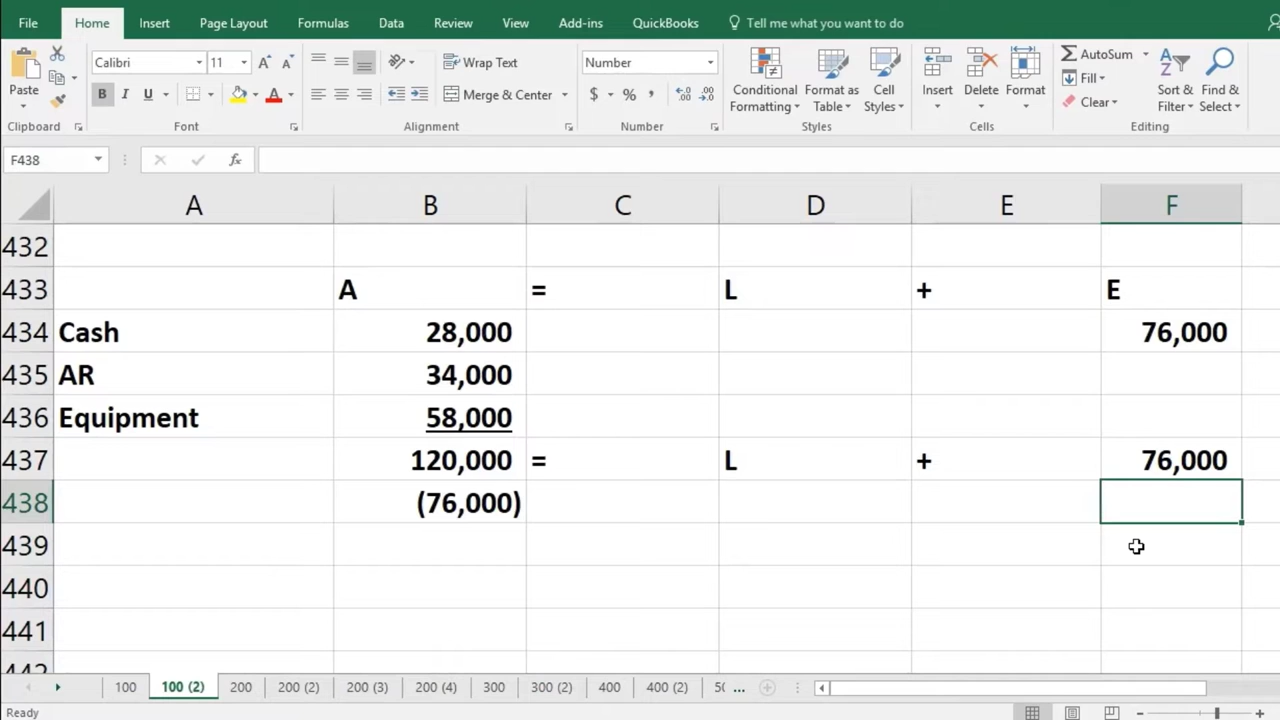 File Home Insert Page Layout Formulas Data Review View Add-ins QuickBooks Tell me what you want to do
Paste
Calibri 11
B I U
Wrap Text
Merge & Center
Number
$ % ,
Conditional Formatting
Format as Table
Cell Styles
Insert Delete Format
AutoSum
Fill
Clear
Sort & Filter
Find & Select
Clipboard Font Alignment Number Styles Cells Editing
F438 fx
A B C D E F
432
433 A = L + E
434 Cash 28,000 76,000
435 AR 34,000
436 Equipment 58,000
437 120,000 = L + 76,000
438 (76,000)
439
440
441
442
100 100 (2) 200 200 (2) 200 (3) 200 (4) 300 300 (2) 400 400 (2) ...
Ready